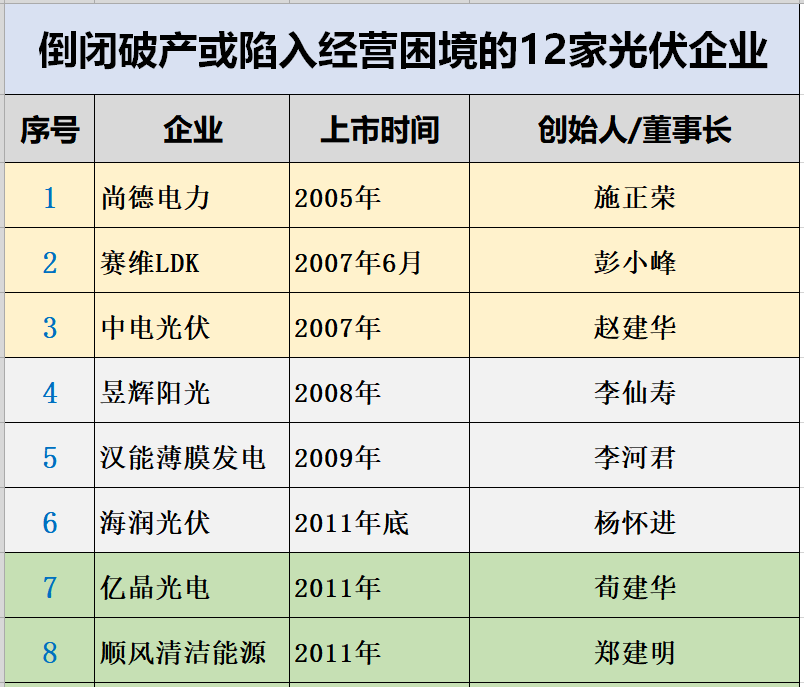 倒闭破产或陷入经营困境的12家光伏企业
序号 企业 上市时间 创始人/董事长
1 尚德电力 2005年 施正荣
2 赛维LDK 2007年6月 彭小峰
3 中电光伏 2007年 赵建华
4 昱辉阳光 2008年 李仙寿
5 汉能薄膜发电 2009年 李河君
6 海润光伏 2011年底 杨怀进
7 亿晶光电 2011年 荀建华
8 顺风清洁能源 2011年 郑建明